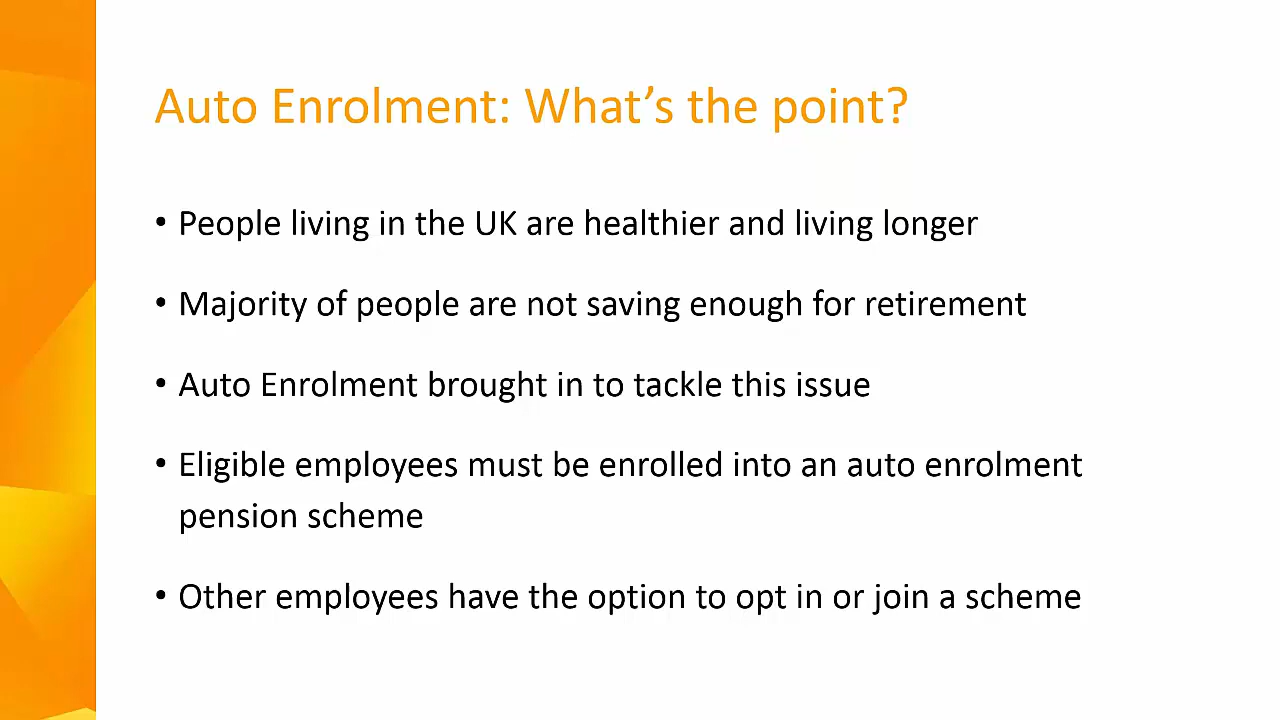 Auto Enrolment: What’s the point?
• People living in the UK are healthier and living longer
• Majority of people are not saving enough for retirement
• Auto Enrolment brought in to tackle this issue
• Eligible employees must be enrolled into an auto enrolment
pension scheme
• Other employees have the option to opt in or join a scheme